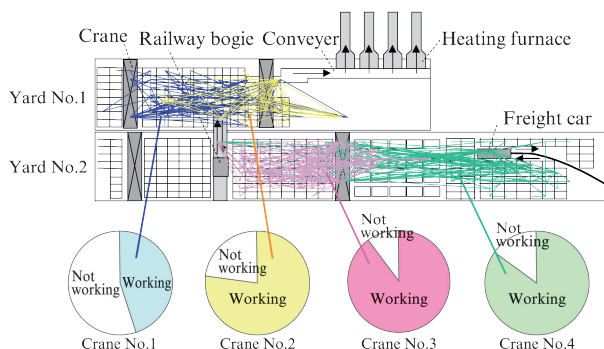 Crane
Railway bogie
Conveyer
Heating furnace
Yard No.1
Freight car
Yard No.2
Not
working
Working
Not
working
Working
Not
working
Working
Not
working
Working
Crane No.1
Crane No.2
Crane No.3
Crane No.4